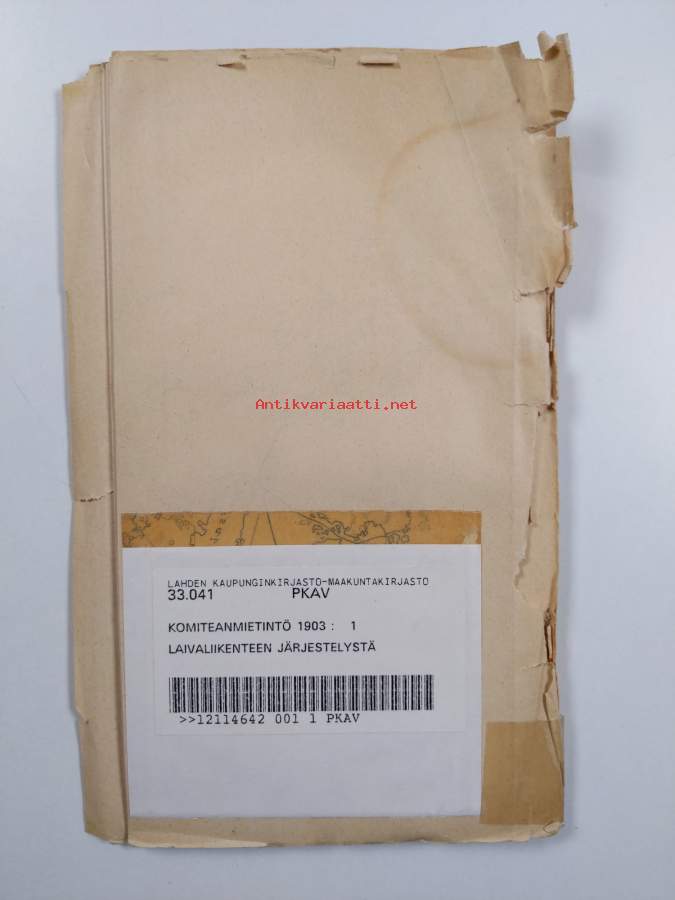 Antikvariaatti.net
LAHDEN KAUPUNGINKIRJASTO-MAAKUNTAKIRJASTO
33.041 PKAV
KOMITEANMIETINTÖ 1903 : 1
LAIVALIIKENTEEN JÄRJESTELYSTÄ
>>12114642 001 1 PKAV